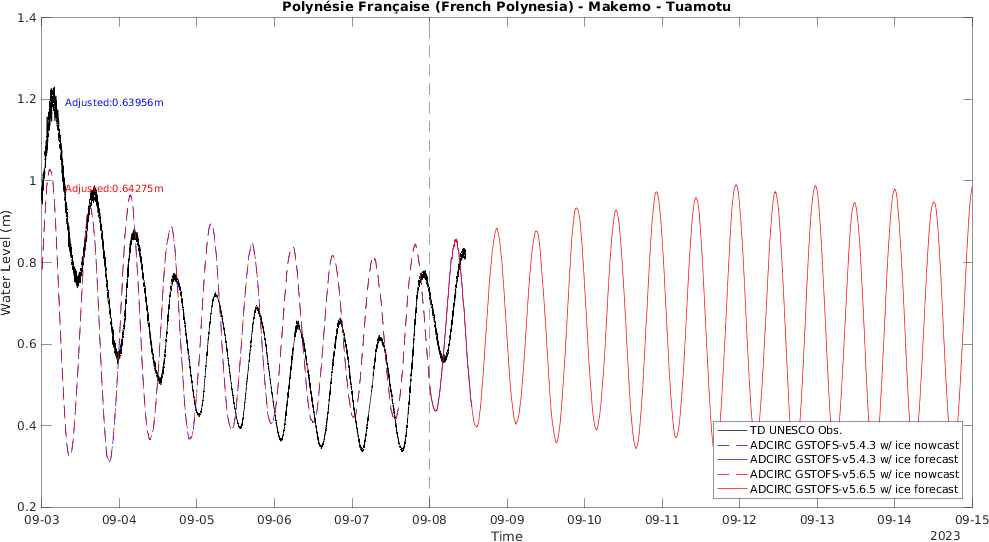 Polynésie Française (French Polynesia) - Makemo - Tuamotu
1.4
1.2
1
0.8
0.6
0.4
0.2
Water Level (m)
Adjusted:0.63956m
Adjusted:0.64275m
TD UNESCO Obs.
ADCIRC GSTOFS-v5.4.3 w/ ice nowcast
ADCIRC GSTOFS-v5.4.3 w/ ice forecast
ADCIRC GSTOFS-v5.6.5 w/ ice nowcast
ADCIRC GSTOFS-v5.6.5 w/ ice forecast
09-03 09-04 09-05 09-06 09-07 09-08 09-09 09-10 09-11 09-12 09-13 09-14 09-15
Time
2023